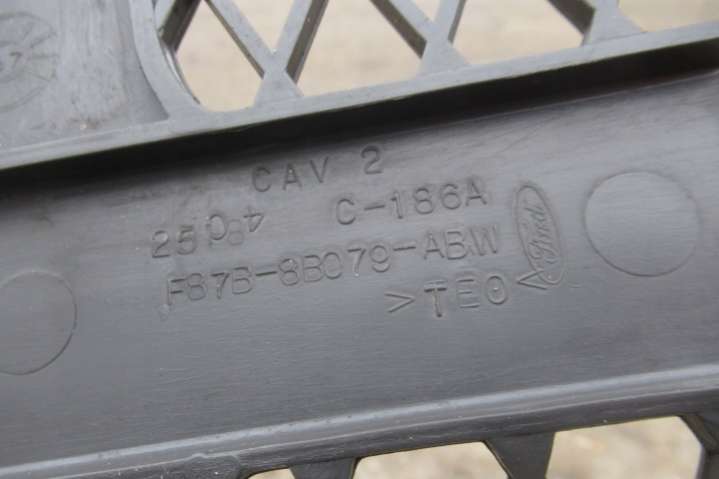 CAV 2
C-186A
F87B-8B079-ABW
Ford
>TEO<